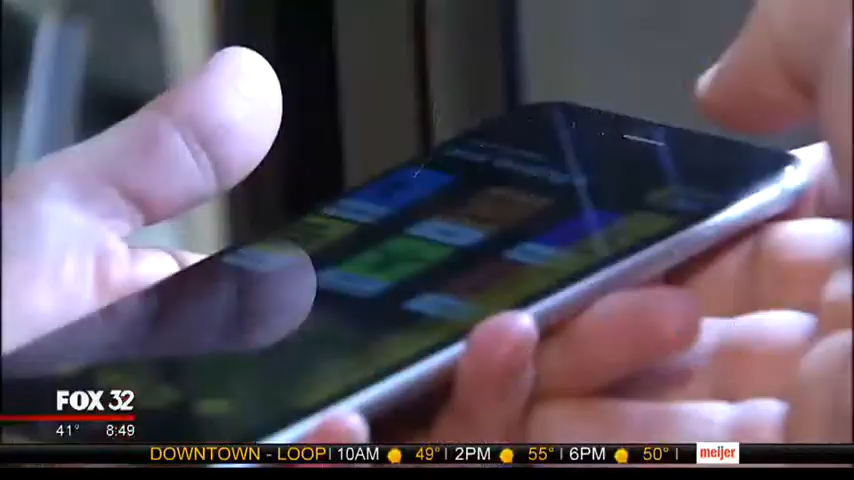 FOX 32
41° 8:49
DOWNTOWN - LOOP | 10AM 49° | 2PM 55° | 6PM 50° | meijer